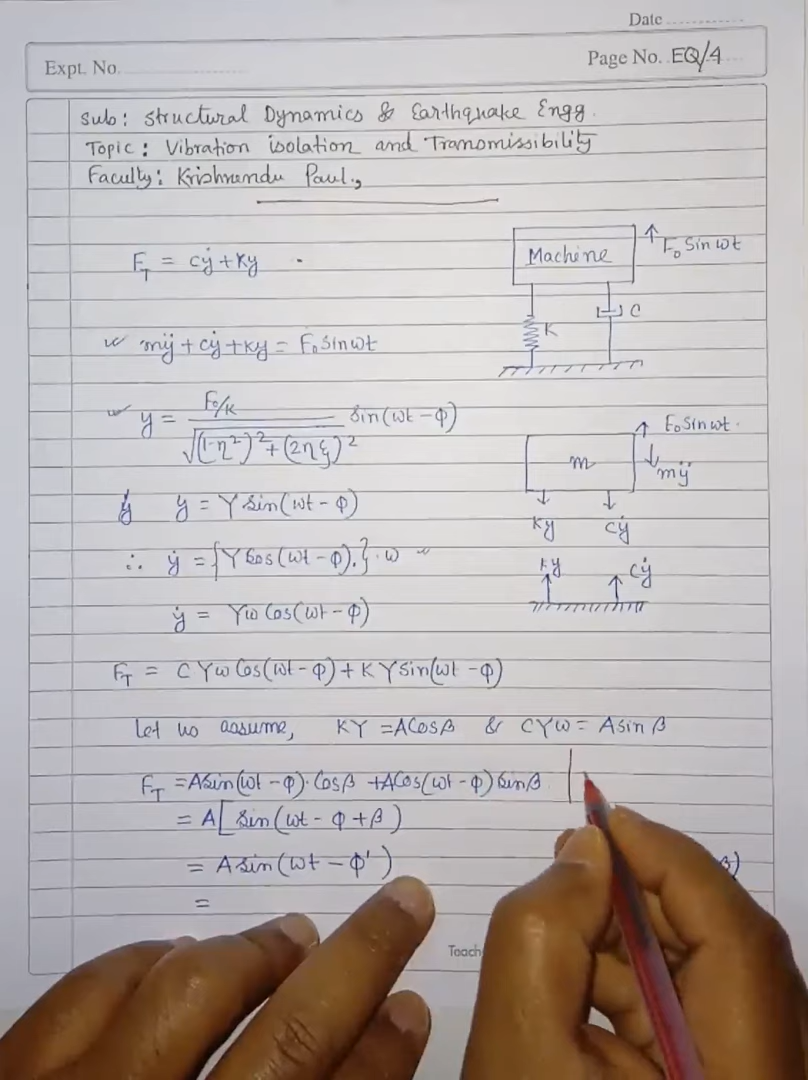 Date
Expt. No.
Page No. EQ/4
Sub: Structural Dynamics & Earthquake Engg.
Topic: Vibration isolation and Transmissibility
Faculty: Krishnendu Paul.,
F_T = cẏ + Ky
Machine
F₀ Sin ωt
K
C
mÿ + cẏ + Ky = F₀ Sin ωt
y = (F₀/K) / √((1-η²)² + (2ηξ)²) Sin(ωt - Φ)
F₀ Sin ωt.
m
mÿ
Ky
Cẏ
y = Y Sin(ωt - Φ)
∴ ẏ = {Y Cos(ωt - Φ).}. ω
Ky
Cẏ
ẏ = Yω Cos(ωt - Φ)
F_T = C Yω Cos(ωt - Φ) + K Y Sin(ωt - Φ)
Let us assume, KY = A Cos β & CYω = A Sin β
F_T = A Sin(ωt - Φ). Cos β + A Cos(ωt - Φ) Sin β
= A[ Sin(ωt - Φ + β)
= A Sin(ωt - Φ')
=